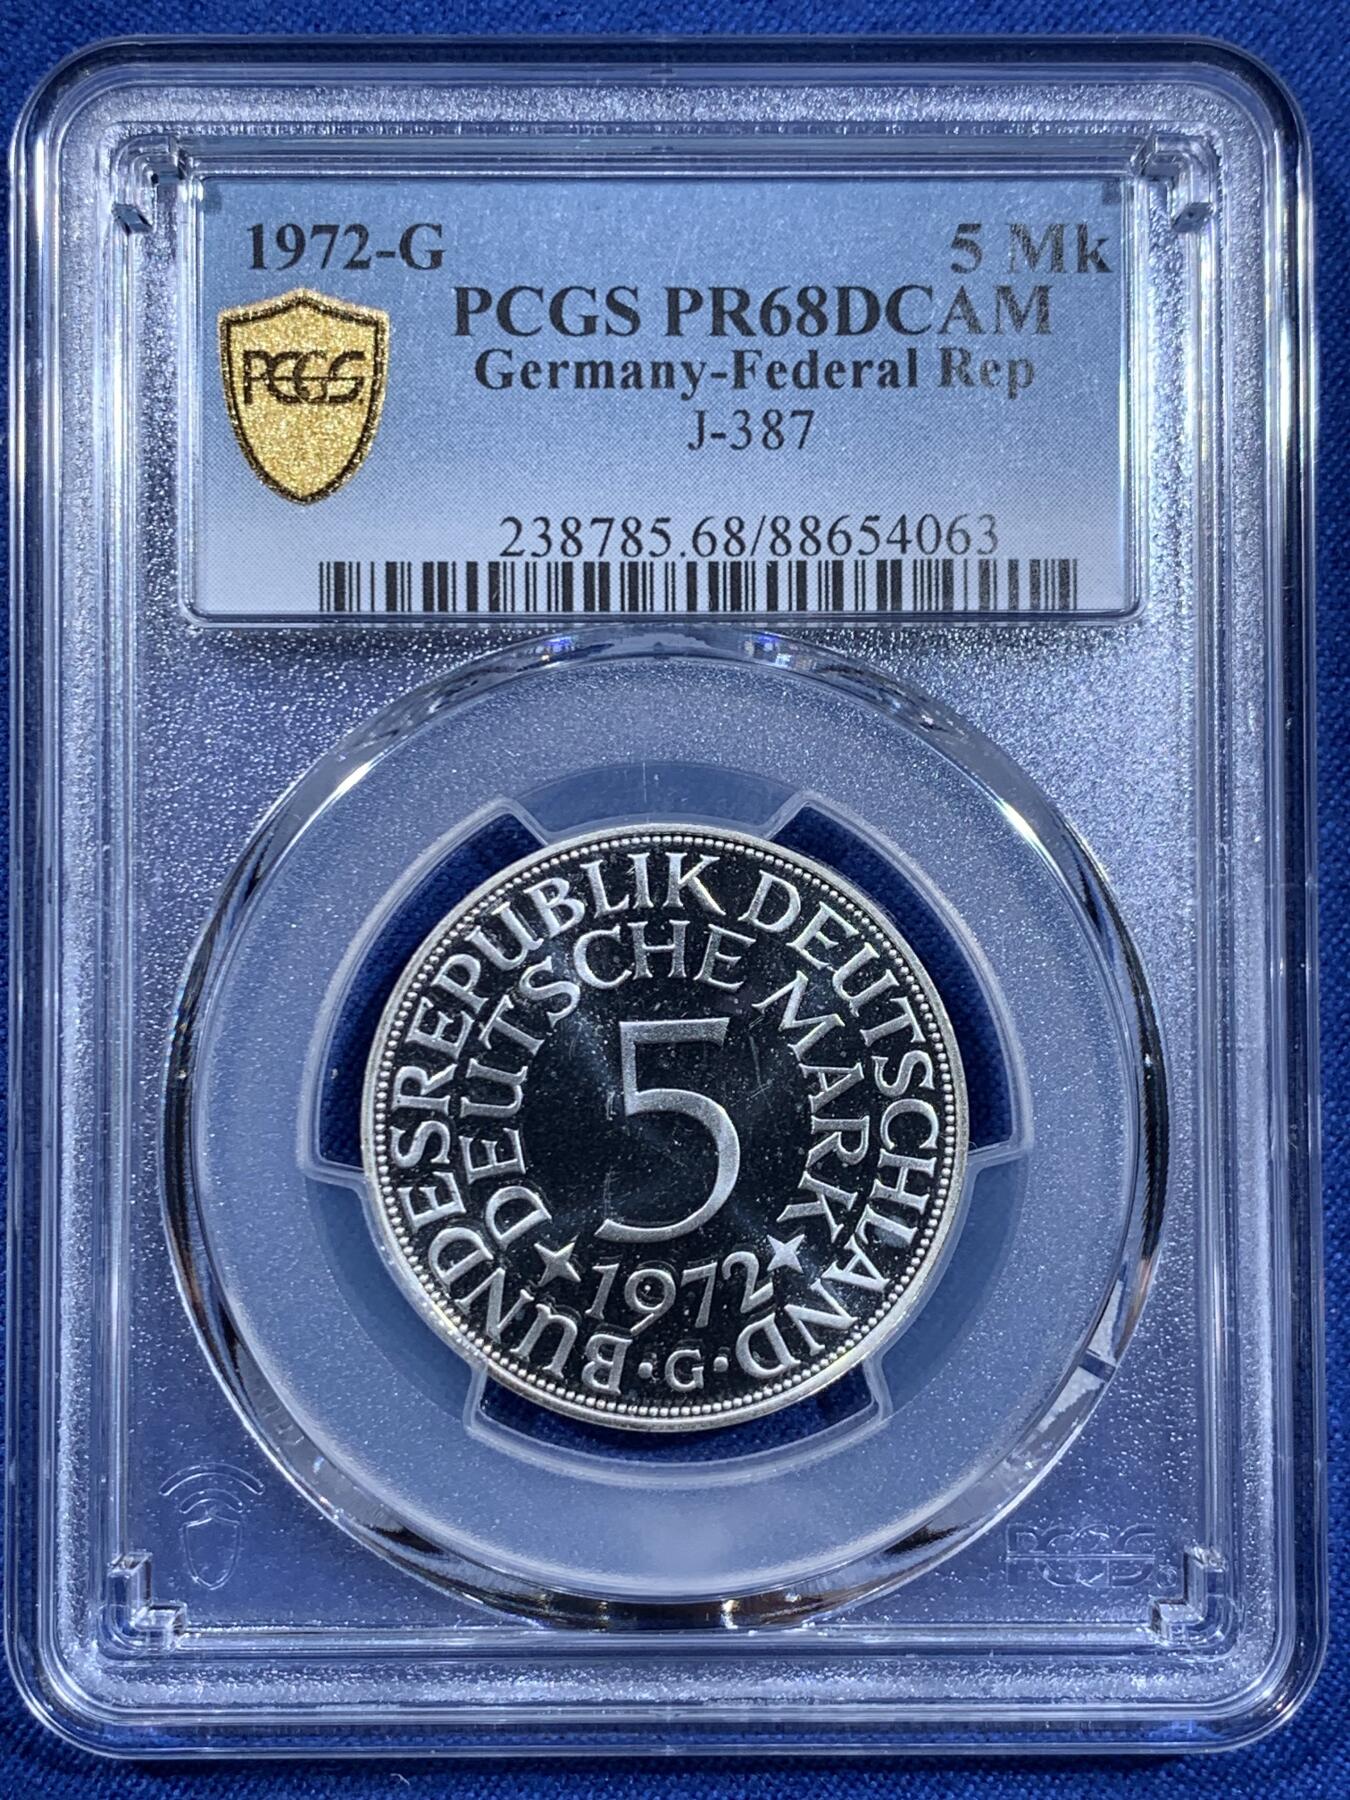 1972-G 5 Mk
PCGS PR68DCAM
Germany-Federal Rep
J-387
PCGS
238785.68/88654063
BUNDESREPUBLIK DEUTSCHLAND
DEUTSCHE MARK
5
1972
·G·
PCGS